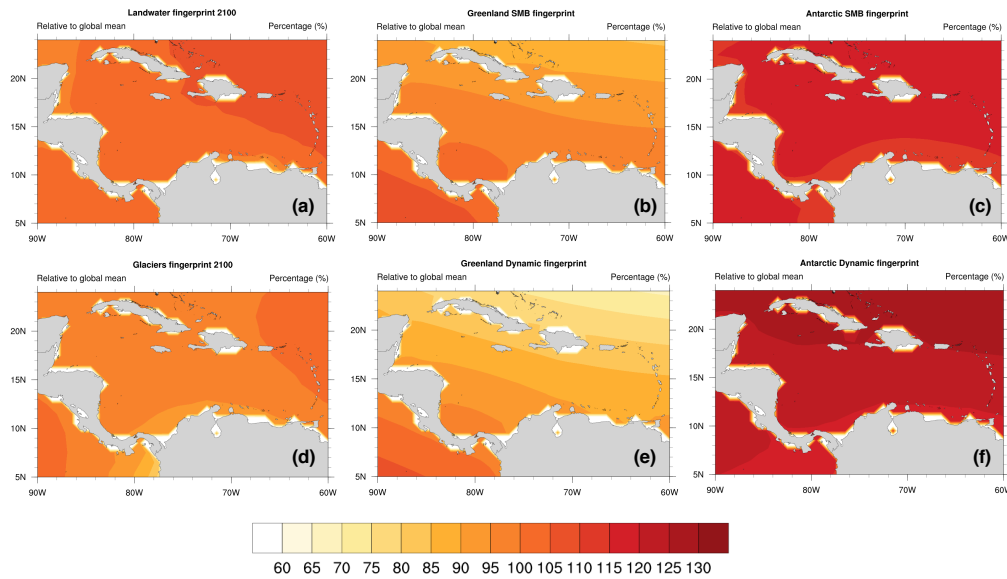 Landwater fingerprint 2100
Relative to global mean Percentage (%)
20N
15N
10N
5N
90W 80W 70W 60W
(a)
Greenland SMB fingerprint
Relative to global mean Percentage (%)
20N
15N
10N
5N
90W 80W 70W 60W
(b)
Antarctic SMB fingerprint
Relative to global mean Percentage (%)
20N
15N
10N
5N
90W 80W 70W 60W
(c)
Glaciers fingerprint 2100
Relative to global mean Percentage (%)
20N
15N
10N
5N
90W 80W 70W 60W
(d)
Greenland Dynamic fingerprint
Relative to global mean Percentage (%)
20N
15N
10N
5N
90W 80W 70W 60W
(e)
Antarctic Dynamic fingerprint
Relative to global mean Percentage (%)
20N
15N
10N
5N
90W 80W 70W 60W
(f)
60 65 70 75 80 85 90 95 100 105 110 115 120 125 130